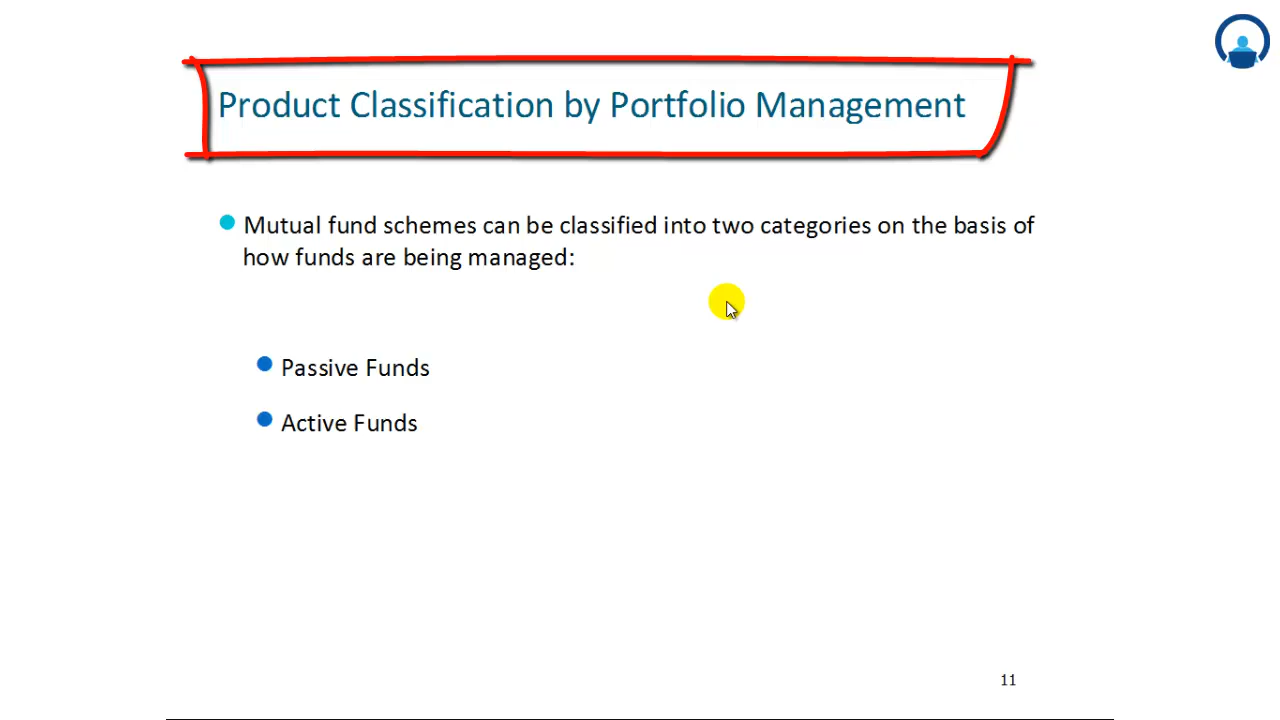 Product Classification by Portfolio Management
Mutual fund schemes can be classified into two categories on the basis of
how funds are being managed:
Passive Funds
Active Funds
11